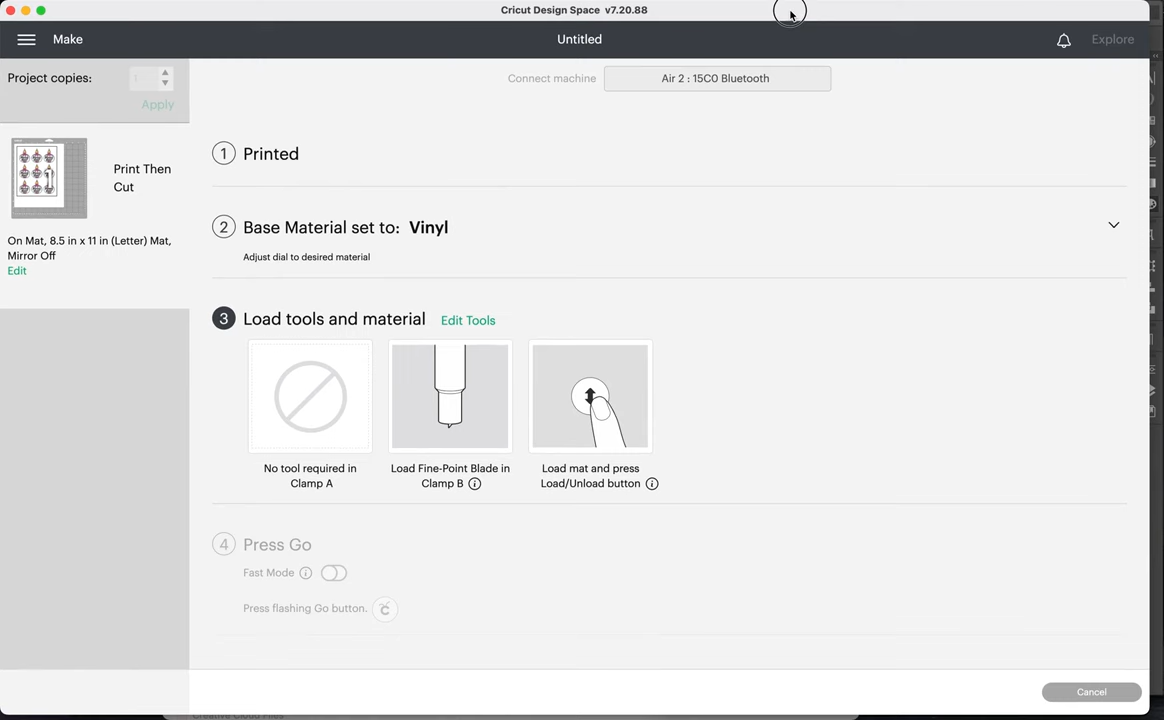 Cricut Design Space v7.20.88
Make
Untitled
Explore
Project copies:
1
Apply
Connect machine
Air 2 : 15C0 Bluetooth
Print Then
Cut
On Mat, 8.5 in x 11 in (Letter) Mat,
Mirror Off
Edit
1 Printed
2 Base Material set to: Vinyl
Adjust dial to desired material
3 Load tools and material Edit Tools
No tool required in
Clamp A
Load Fine-Point Blade in
Clamp B
Load mat and press
Load/Unload button
4 Press Go
Fast Mode
Press flashing Go button.
Cancel
Creative Cloud Files